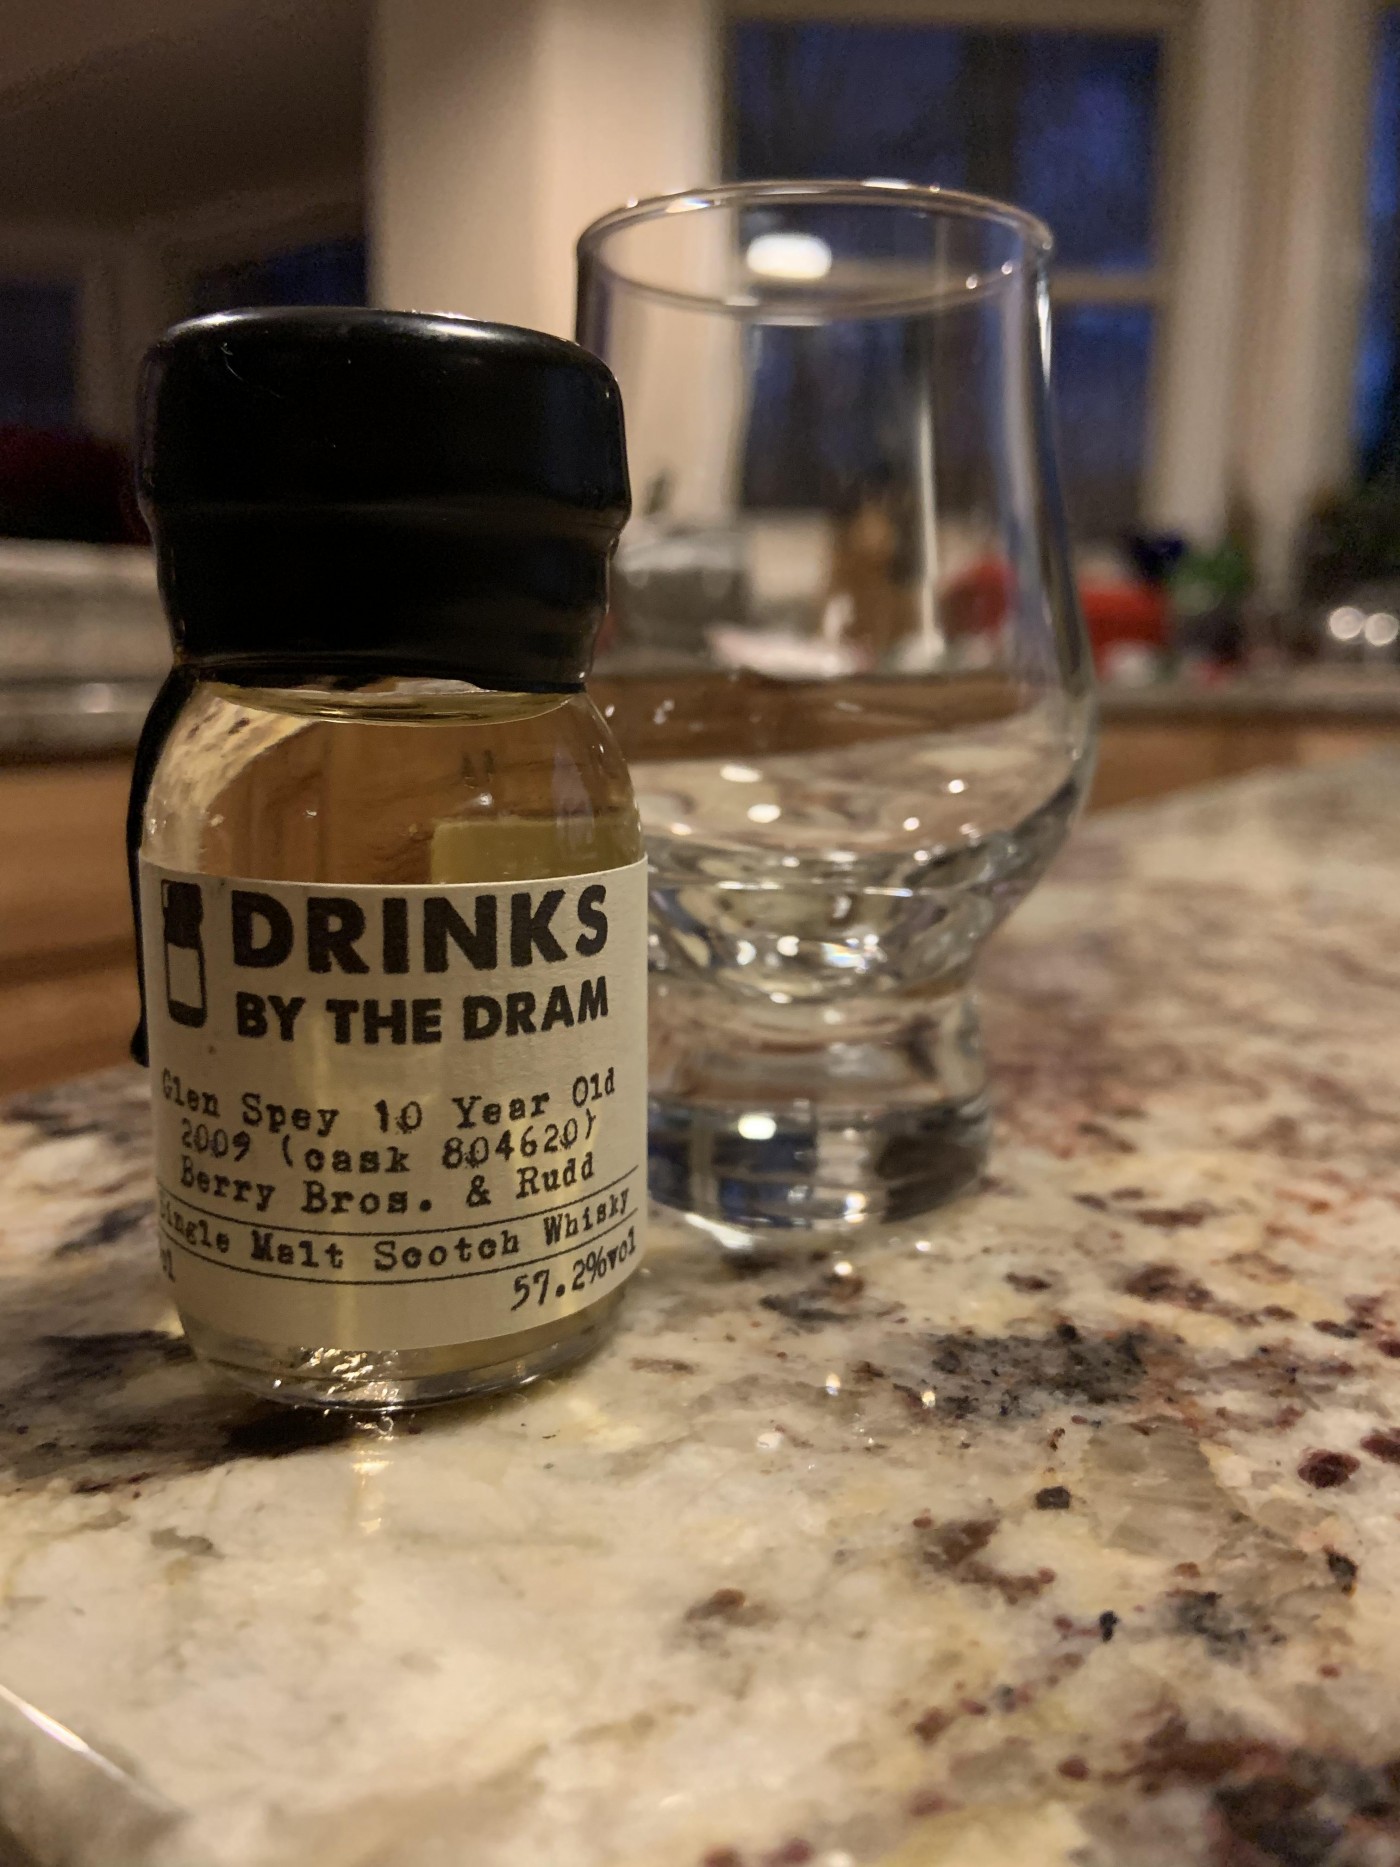 DRINKS
BY THE DRAM
Glen Spey 10 Year Old
2009 (cask 804620)
Berry Bros. & Rudd
Single Malt Scotch Whisky
cl 57.2%vol